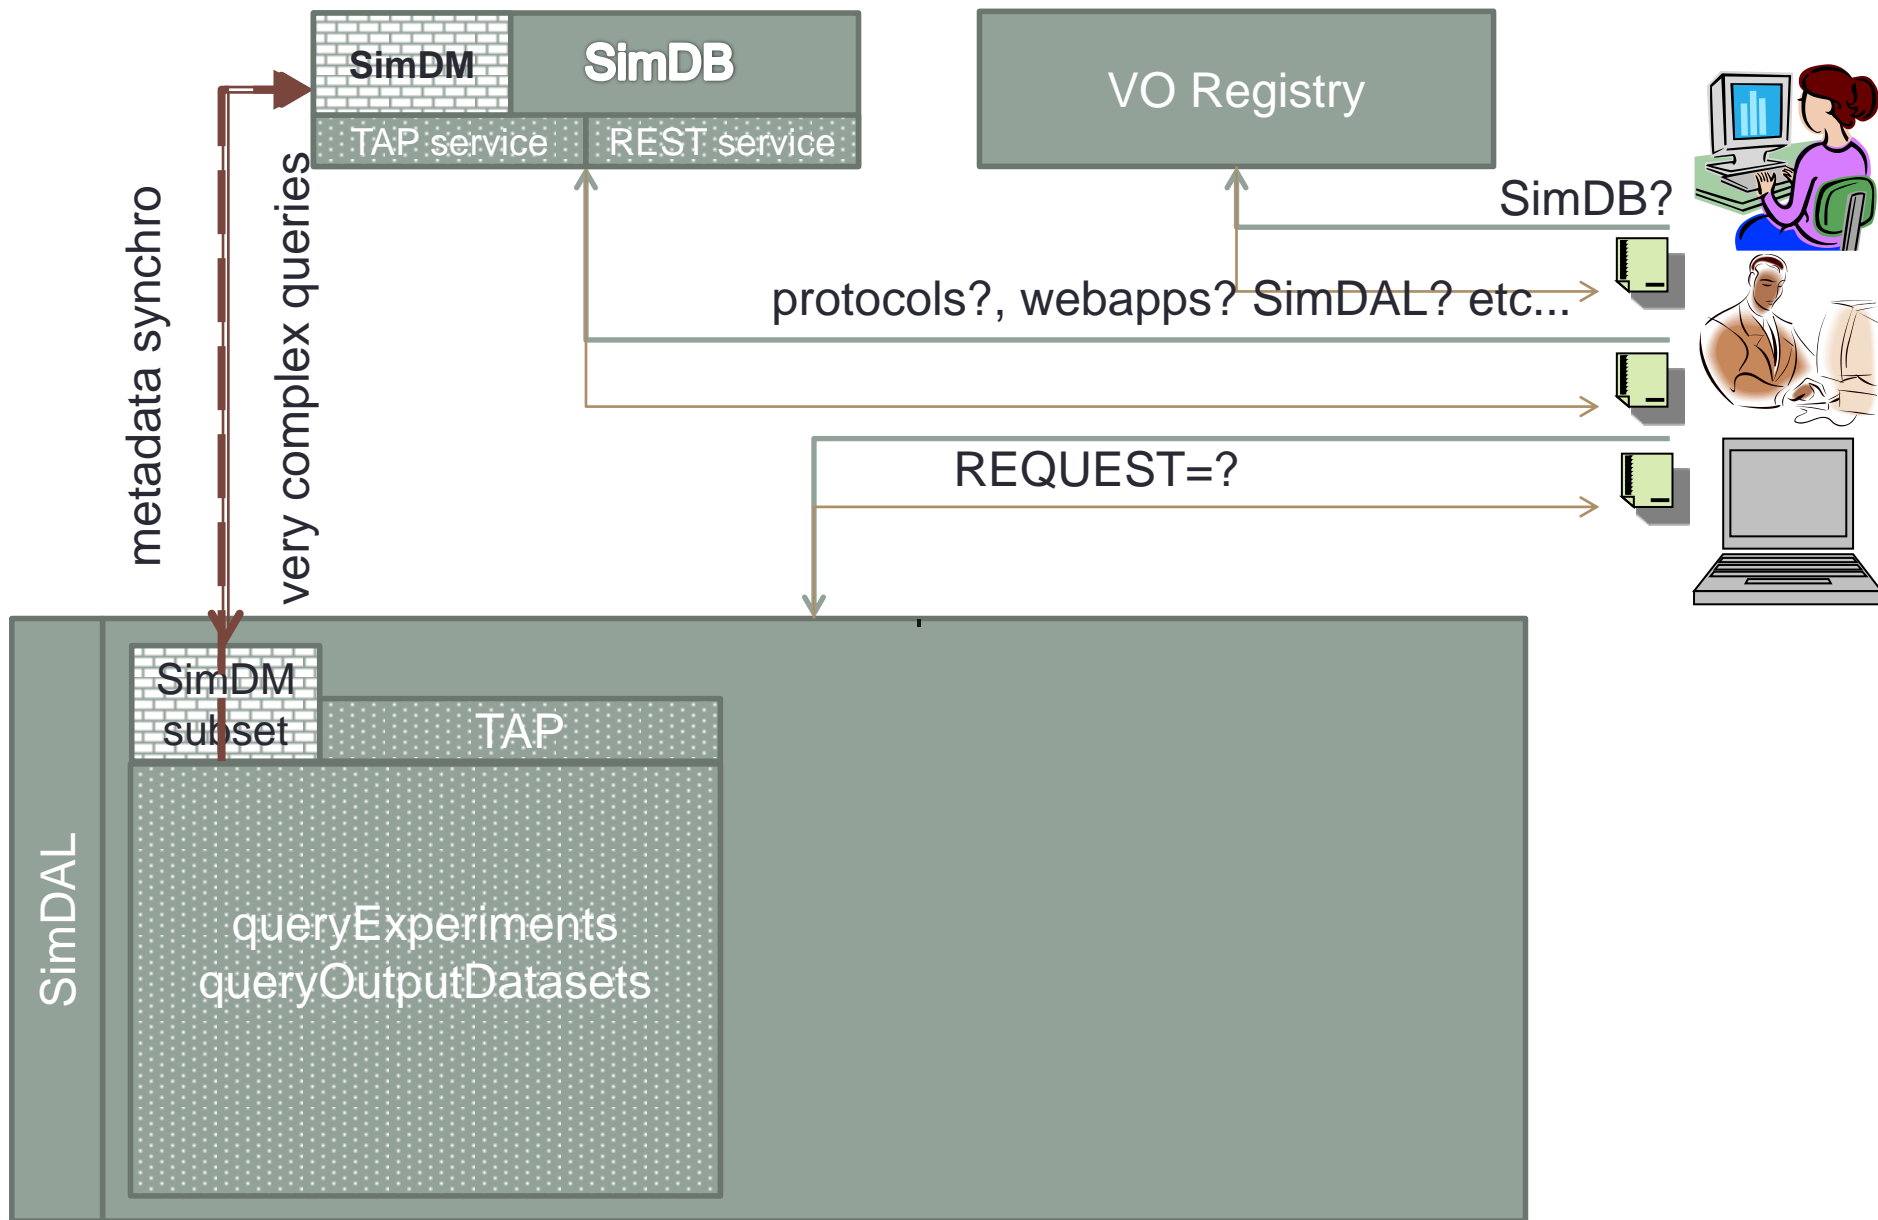 SimDM
SimDB
VO Registry
TAP service
REST service
SimDB?
metadata synchro
very complex queries
protocols?, webapps? SimDAL? etc...
REQUEST=?
SimDM
subset
TAP
SimDAL
queryExperiments
queryOutputDatasets